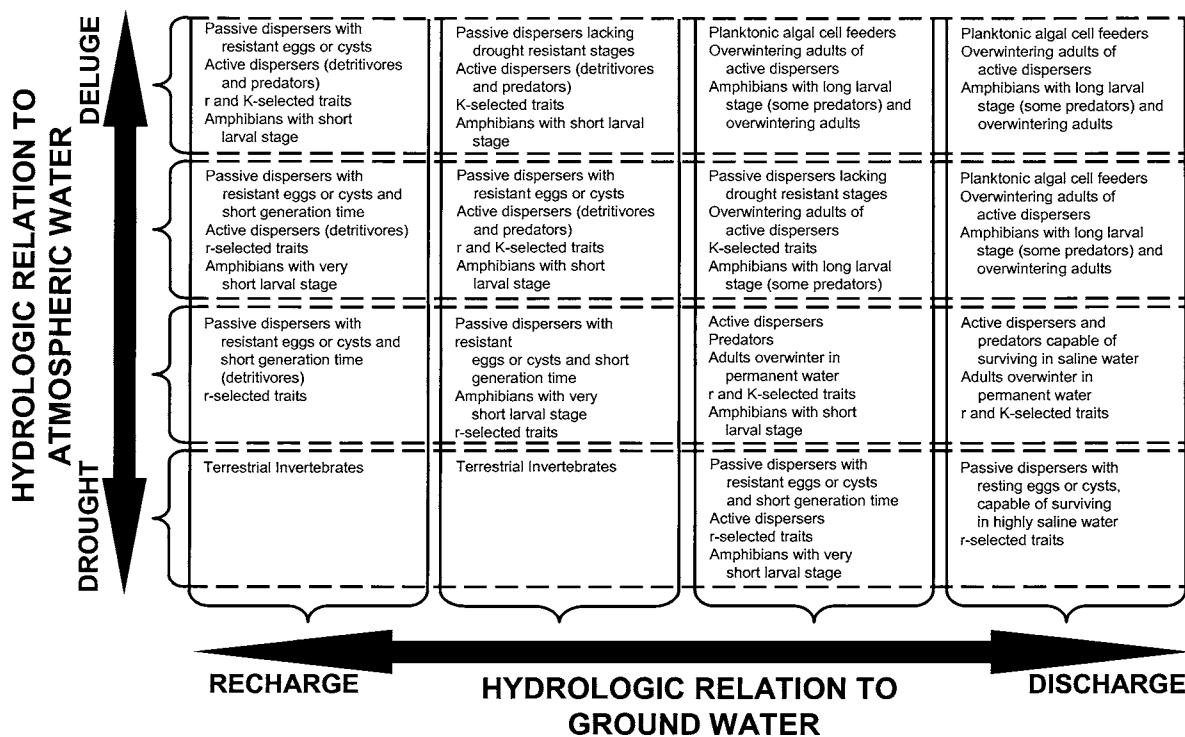 HYDROLOGIC RELATION TO
ATMOSPHERIC WATER
DELUGE
DROUGHT
Passive dispersers with
resistant eggs or cysts
Active dispersers (detritivores
and predators)
r and K-selected traits
Amphibians with short
larval stage
Passive dispersers lacking
drought resistant stages
Active dispersers (detritivores
and predators)
K-selected traits
Amphibians with short larval
stage
Planktonic algal cell feeders
Overwintering adults of
active dispersers
Amphibians with long larval
stage (some predators) and
overwintering adults
Planktonic algal cell feeders
Overwintering adults of
active dispersers
Amphibians with long larval
stage (some predators) and
overwintering adults
Passive dispersers with
resistant eggs or cysts and
short generation time
Active dispersers (detritivores)
r-selected traits
Amphibians with very
short larval stage
Passive dispersers with
resistant eggs or cysts
Active dispersers (detritivores
and predators)
r and K-selected traits
Amphibians with short
larval stage
Passive dispersers lacking
drought resistant stages
Overwintering adults of
active dispersers
K-selected traits
Amphibians with long larval
stage (some predators)
Planktonic algal cell feeders
Overwintering adults of
active dispersers
Amphibians with long larval
stage (some predators) and
overwintering adults
Passive dispersers with
resistant eggs or cysts and
short generation time
(detritivores)
r-selected traits
Passive dispersers with
resistant
eggs or cysts and short
generation time
Amphibians with very
short larval stage
r-selected traits
Active dispersers
Predators
Adults overwinter in
permanent water
r and K-selected traits
Amphibians with short
larval stage
Active dispersers and
predators capable of
surviving in saline water
Adults overwinter in
permanent water
r and K-selected traits
Terrestrial Invertebrates
Terrestrial Invertebrates
Passive dispersers with
resistant eggs or cysts
and short generation time
Active dispersers
r-selected traits
Amphibians with very
short larval stage
Passive dispersers with
resting eggs or cysts,
capable of surviving
in highly saline water
r-selected traits
RECHARGE
HYDROLOGIC RELATION TO
GROUND WATER
DISCHARGE